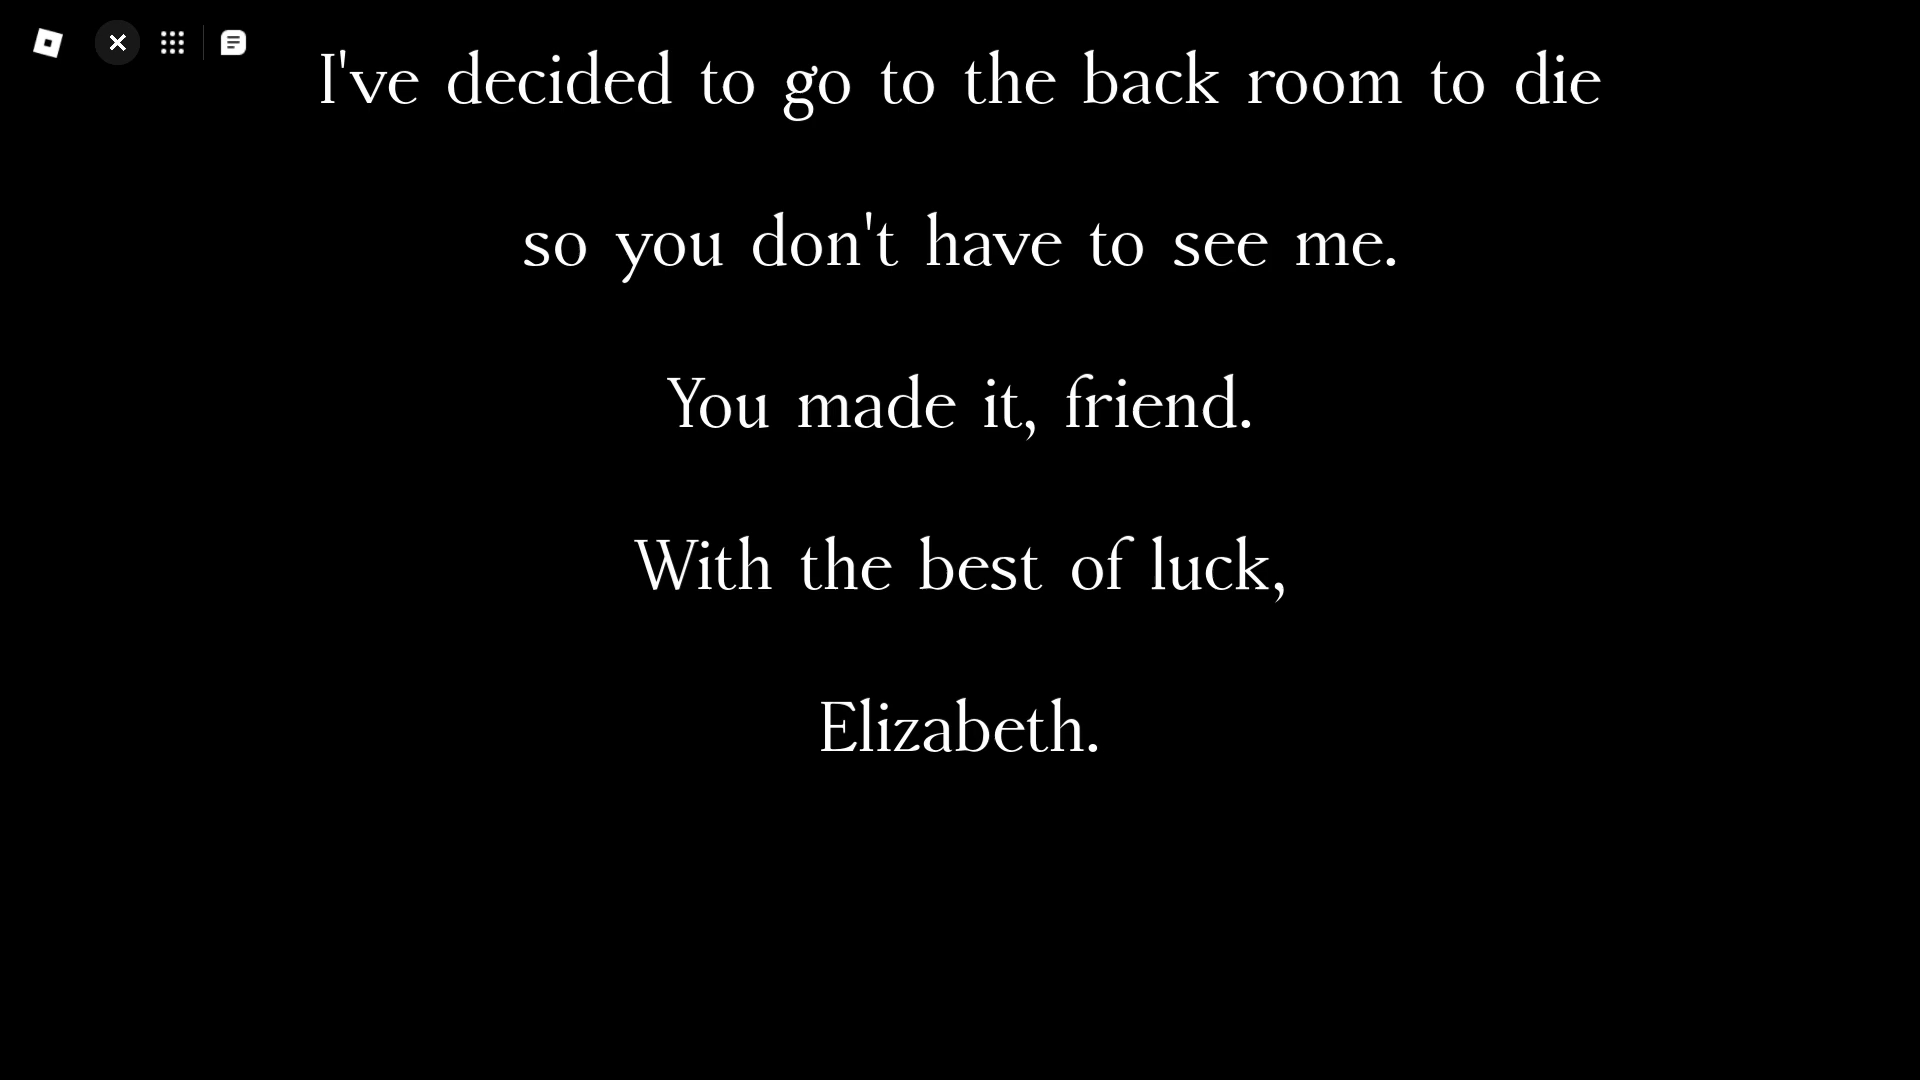 I've decided to go to the back room to die
so you don't have to see me.
You made it, friend.
With the best of luck,
Elizabeth.